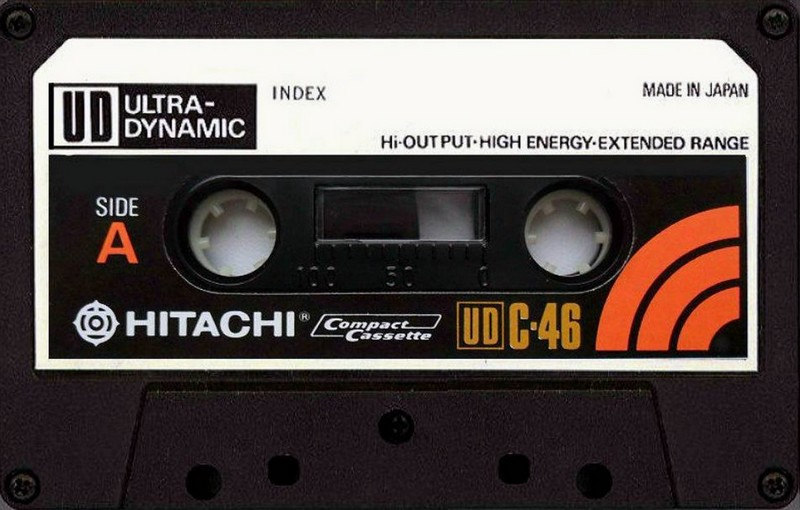 UD ULTRA-
DYNAMIC
INDEX
MADE IN JAPAN
Hi·OUTPUT·HIGH ENERGY·EXTENDED RANGE
SIDE
A
100 50 0
HITACHI®
Compact
Cassette
UD C·46